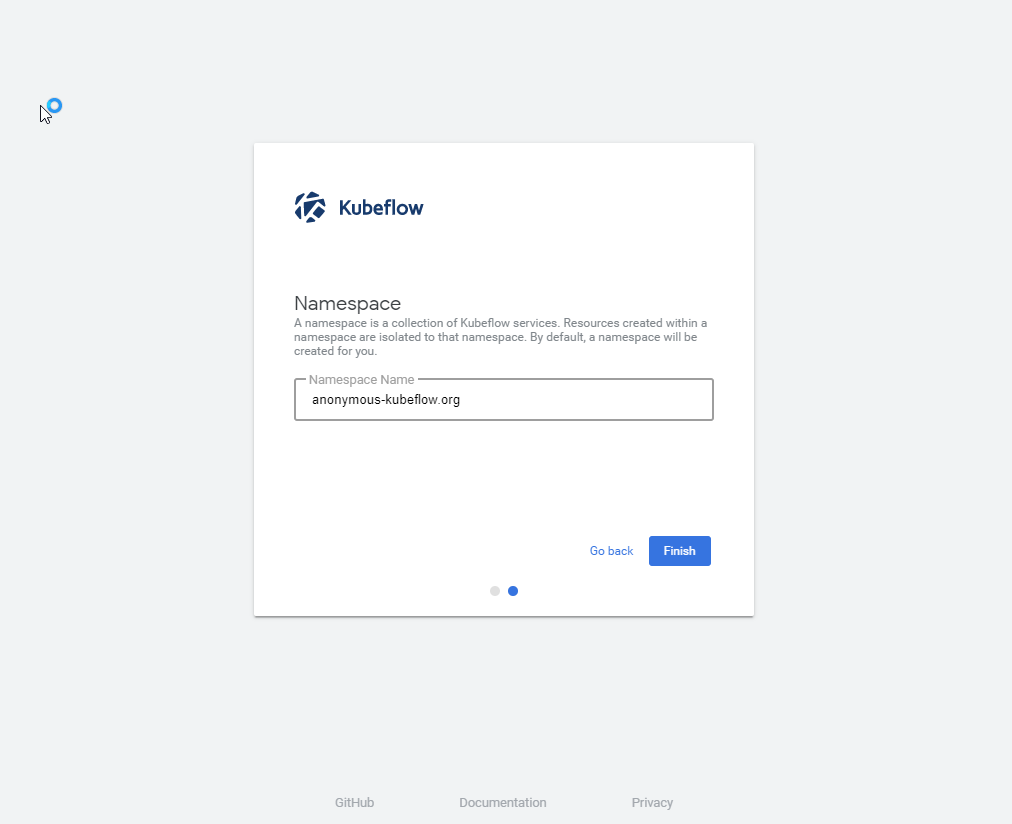 Kubeflow
Namespace
A namespace is a collection of Kubeflow services. Resources created within a
namespace are isolated to that namespace. By default, a namespace will be
created for you.
Namespace Name
anonymous-kubeflow.org
Go back Finish
GitHub Documentation Privacy